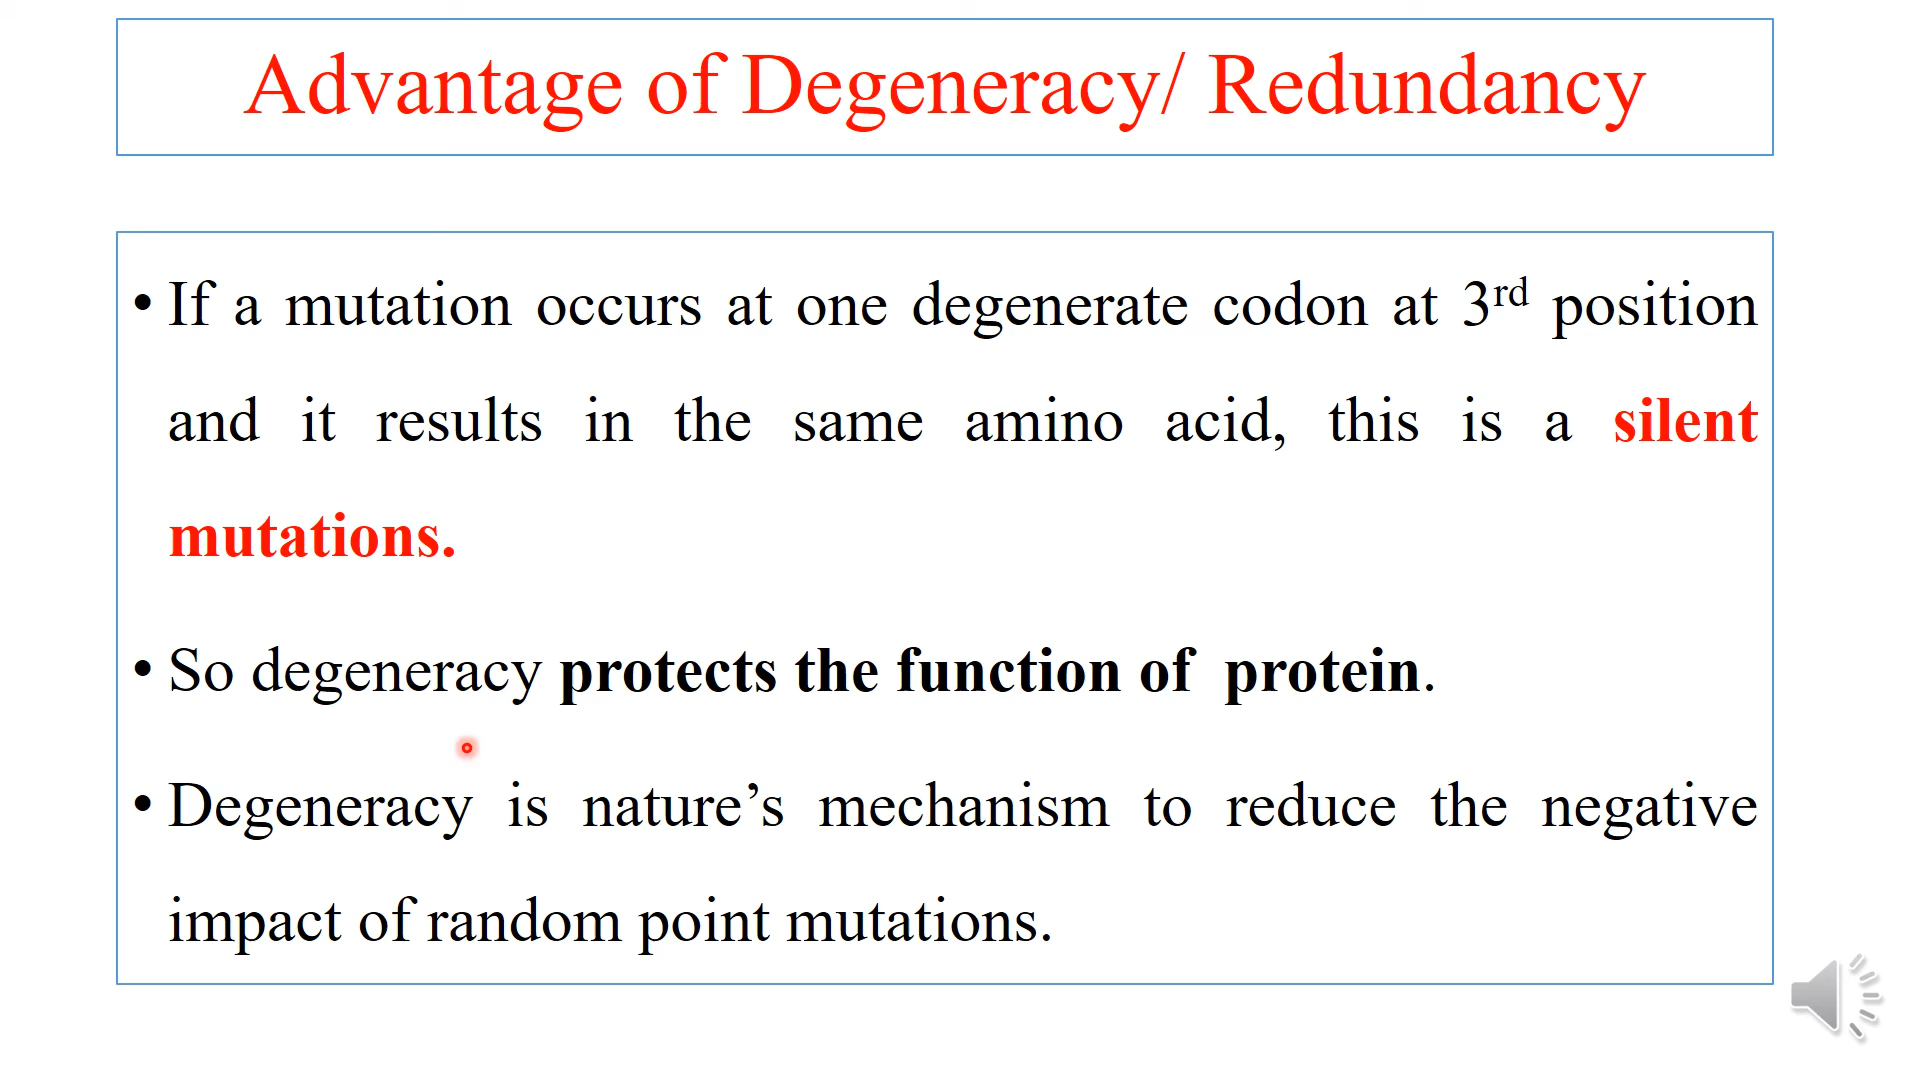 Advantage of Degeneracy/ Redundancy
• If a mutation occurs at one degenerate codon at 3rd position
and it results in the same amino acid, this is a silent
mutations.
• So degeneracy protects the function of protein.
• Degeneracy is nature’s mechanism to reduce the negative
impact of random point mutations.